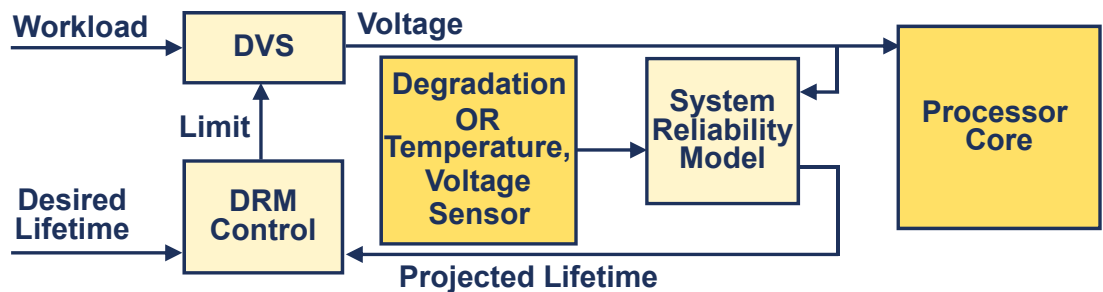 Workload
DVS
Voltage
Limit
Degradation
OR
Temperature,
Voltage
Sensor
System
Reliability
Model
Processor
Core
Desired
Lifetime
DRM
Control
Projected Lifetime